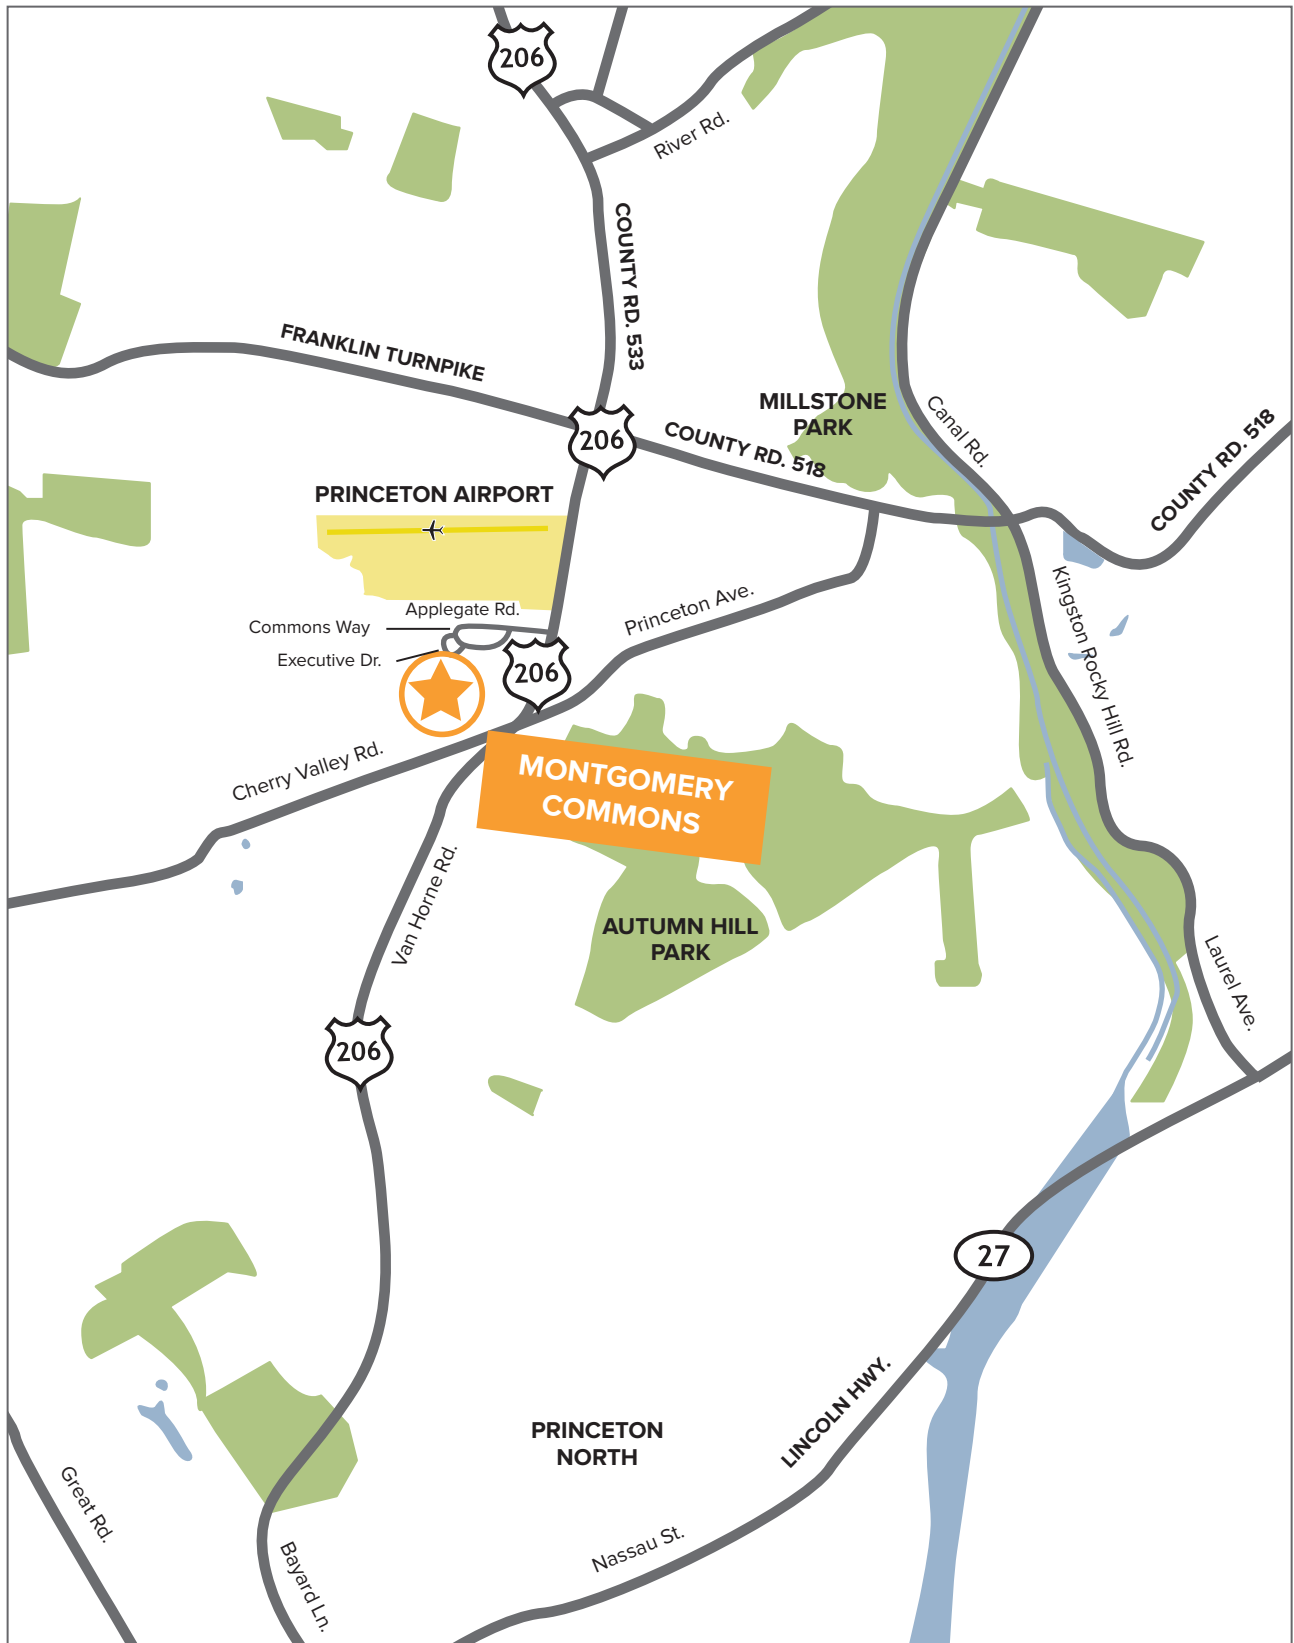 206
River Rd.
COUNTY RD. 533
FRANKLIN TURNPIKE
MILLSTONE
PARK
Canal Rd.
COUNTY RD. 518
206
COUNTY RD. 518
PRINCETON AIRPORT
Applegate Rd.
Commons Way
Executive Dr.
Princeton Ave.
206
Kingston Rocky Hill Rd.
Cherry Valley Rd.
MONTGOMERY
COMMONS
Van Horne Rd.
AUTUMN HILL
PARK
Laurel Ave.
206
27
LINCOLN HWY.
PRINCETON
NORTH
Great Rd.
Nassau St.
Bayard Ln.